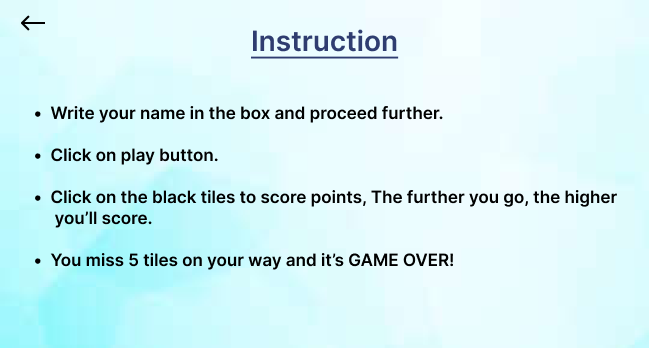 Instruction
• Write your name in the box and proceed further.
• Click on play button.
• Click on the black tiles to score points, The further you go, the higher
you’ll score.
• You miss 5 tiles on your way and it’s GAME OVER!